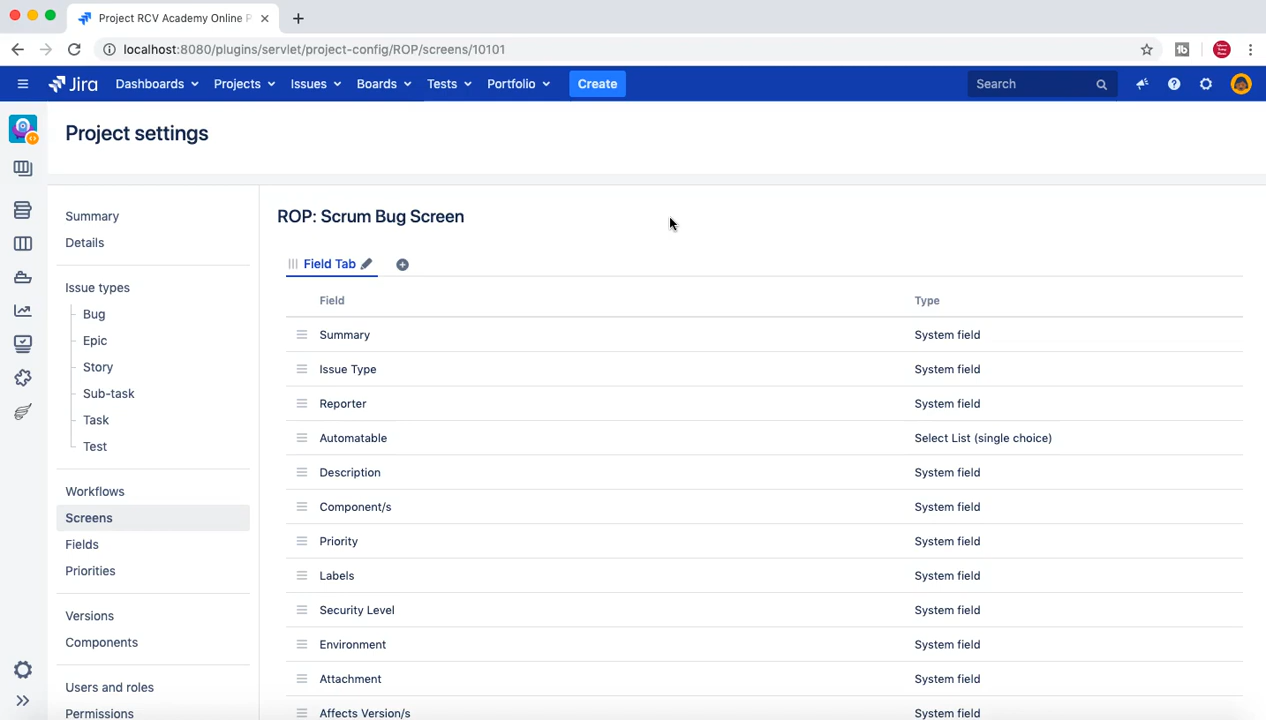 Project RCV Academy Online P
localhost:8080/plugins/servlet/project-config/ROP/screens/10101
Jira Dashboards Projects Issues Boards Tests Portfolio Create Search
Project settings
Summary
Details
Issue types
Bug
Epic
Story
Sub-task
Task
Test
Workflows
Screens
Fields
Priorities
Versions
Components
Users and roles
Permissions
ROP: Scrum Bug Screen
Field Tab
Field Type
Summary System field
Issue Type System field
Reporter System field
Automatable Select List (single choice)
Description System field
Component/s System field
Priority System field
Labels System field
Security Level System field
Environment System field
Attachment System field
Affects Version/s System field